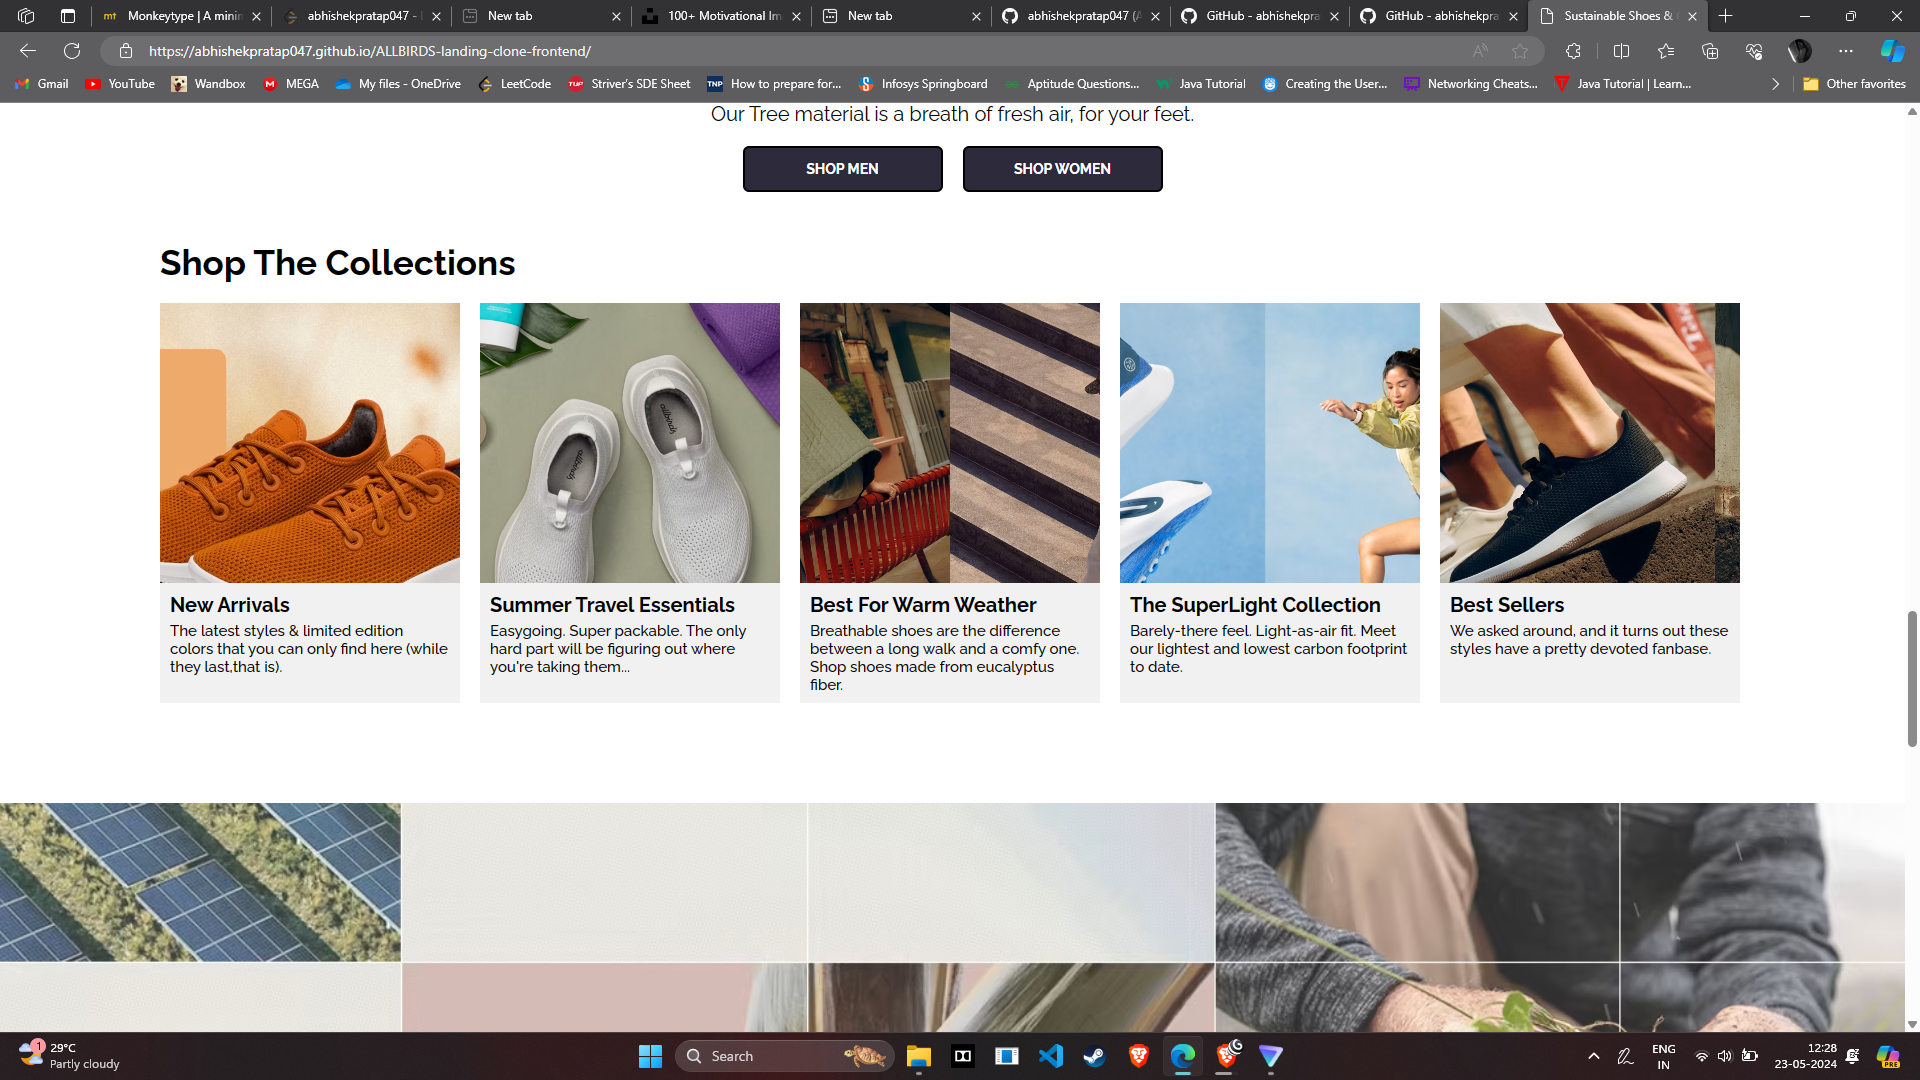 Monkeytype | A minin
abhishekpratap047 - L
New tab
100+ Motivational Im
New tab
abhishekpratap047 (A
GitHub - abhishekpra
GitHub - abhishekprat
Sustainable Shoes & C
https://abhishekpratap047.github.io/ALLBIRDS-landing-clone-frontend/
Gmail
YouTube
Wandbox
MEGA
My files - OneDrive
LeetCode
Striver's SDE Sheet
How to prepare for...
Infosys Springboard
Aptitude Questions...
Java Tutorial
Creating the User...
Networking Cheats...
Java Tutorial | Learn...
Other favorites
Our Tree material is a breath of fresh air, for your feet.
SHOP MEN
SHOP WOMEN
Shop The Collections
allbirds
allbirds
New Arrivals
The latest styles & limited edition
colors that you can only find here (while
they last,that is).
Summer Travel Essentials
Easygoing. Super packable. The only
hard part will be figuring out where
you're taking them...
Best For Warm Weather
Breathable shoes are the difference
between a long walk and a comfy one.
Shop shoes made from eucalyptus
fiber.
The SuperLight Collection
Barely-there feel. Light-as-air fit. Meet
our lightest and lowest carbon footprint
to date.
Best Sellers
We asked around, and it turns out these
styles have a pretty devoted fanbase.
1
29°C
Partly cloudy
Search
ENG
IN
12:28
23-05-2024
PRE